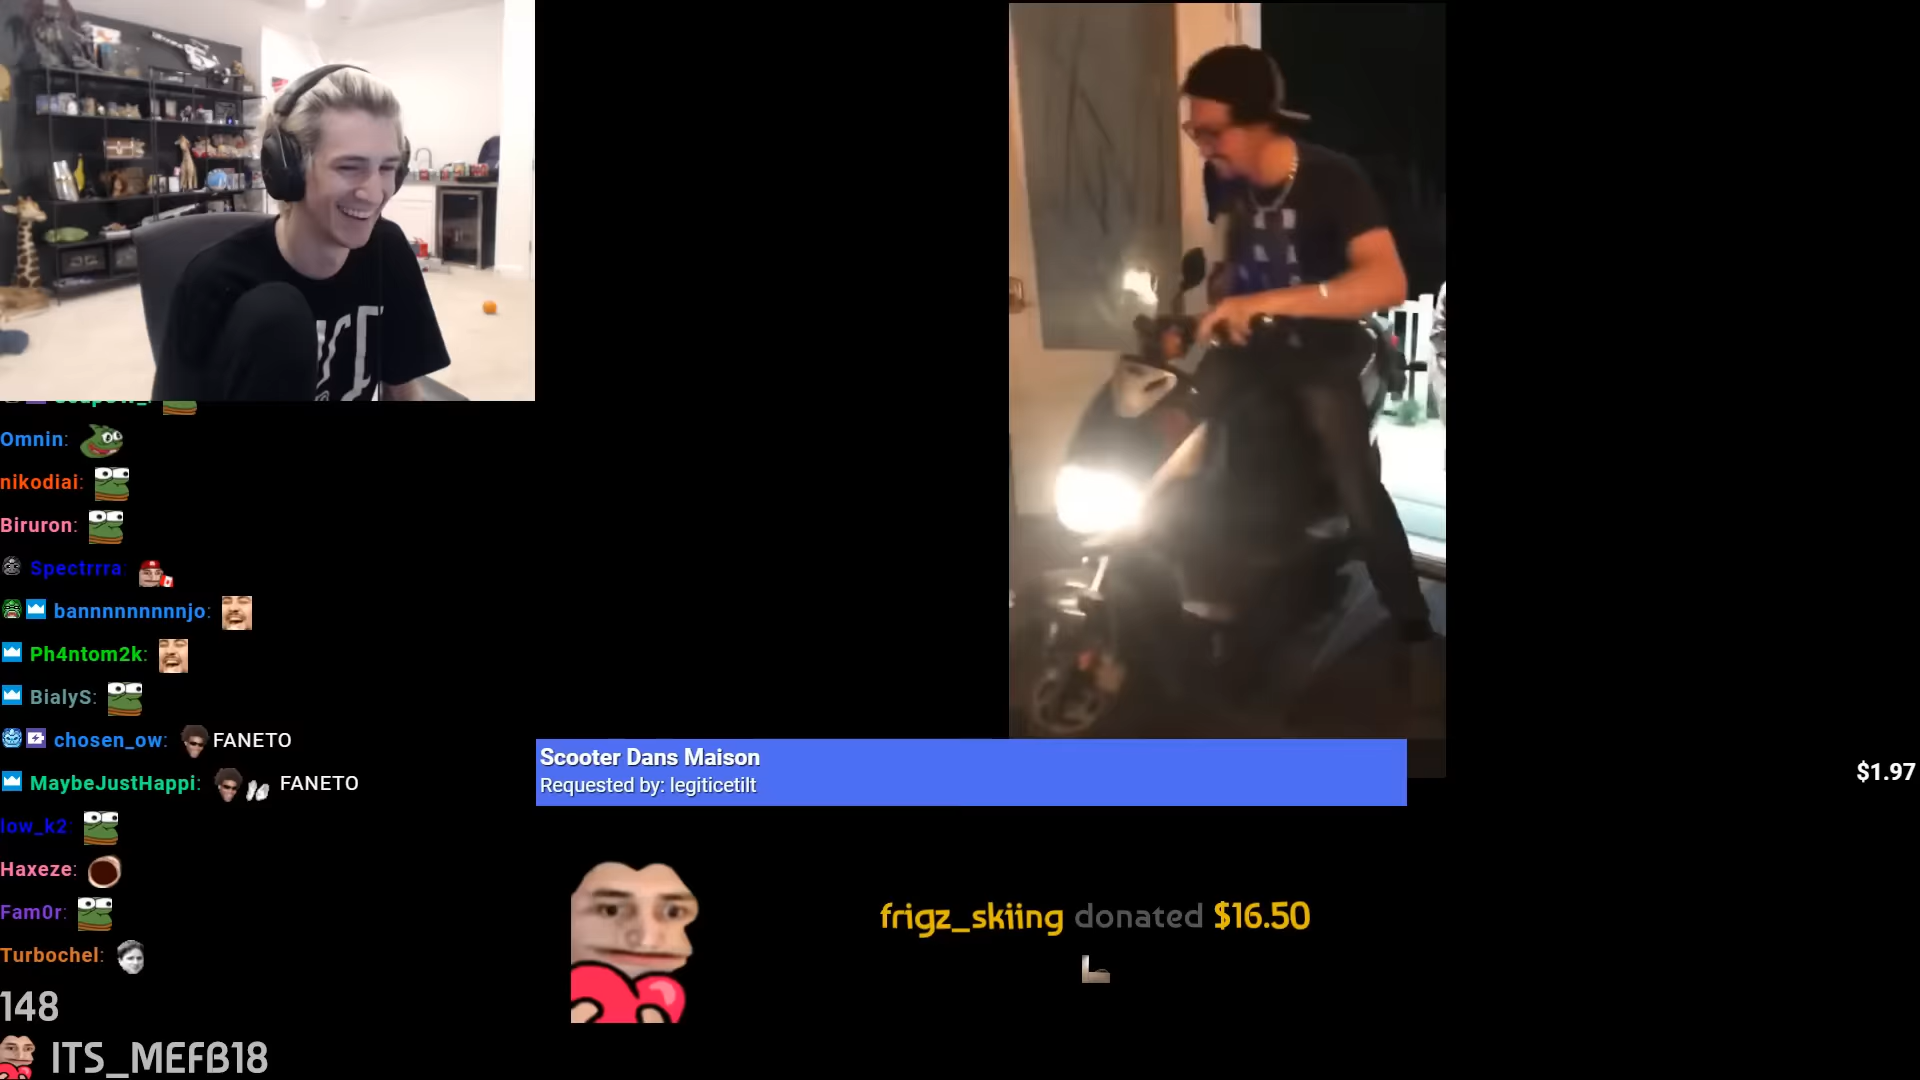 Omnin:
nikodiai:
Biruron:
Spectrrra:
bannnnnnnnnjo:
Ph4ntom2k:
BialyS:
chosen_ow: FANETO
MaybeJustHappi: FANETO
low_k2:
Haxeze:
Fam0r:
Turbochel:
148
ITS_MEFB18
Scooter Dans Maison
Requested by: legiticetilt
$1.97
frigz_skiing donated $16.50